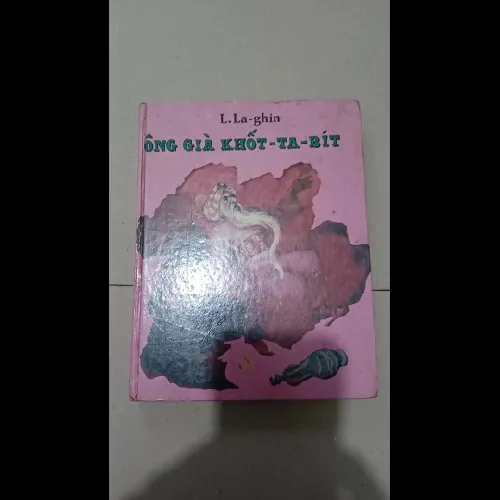 L. La-ghin
ÔNG GIÀ KHỐT-TA-BÍT